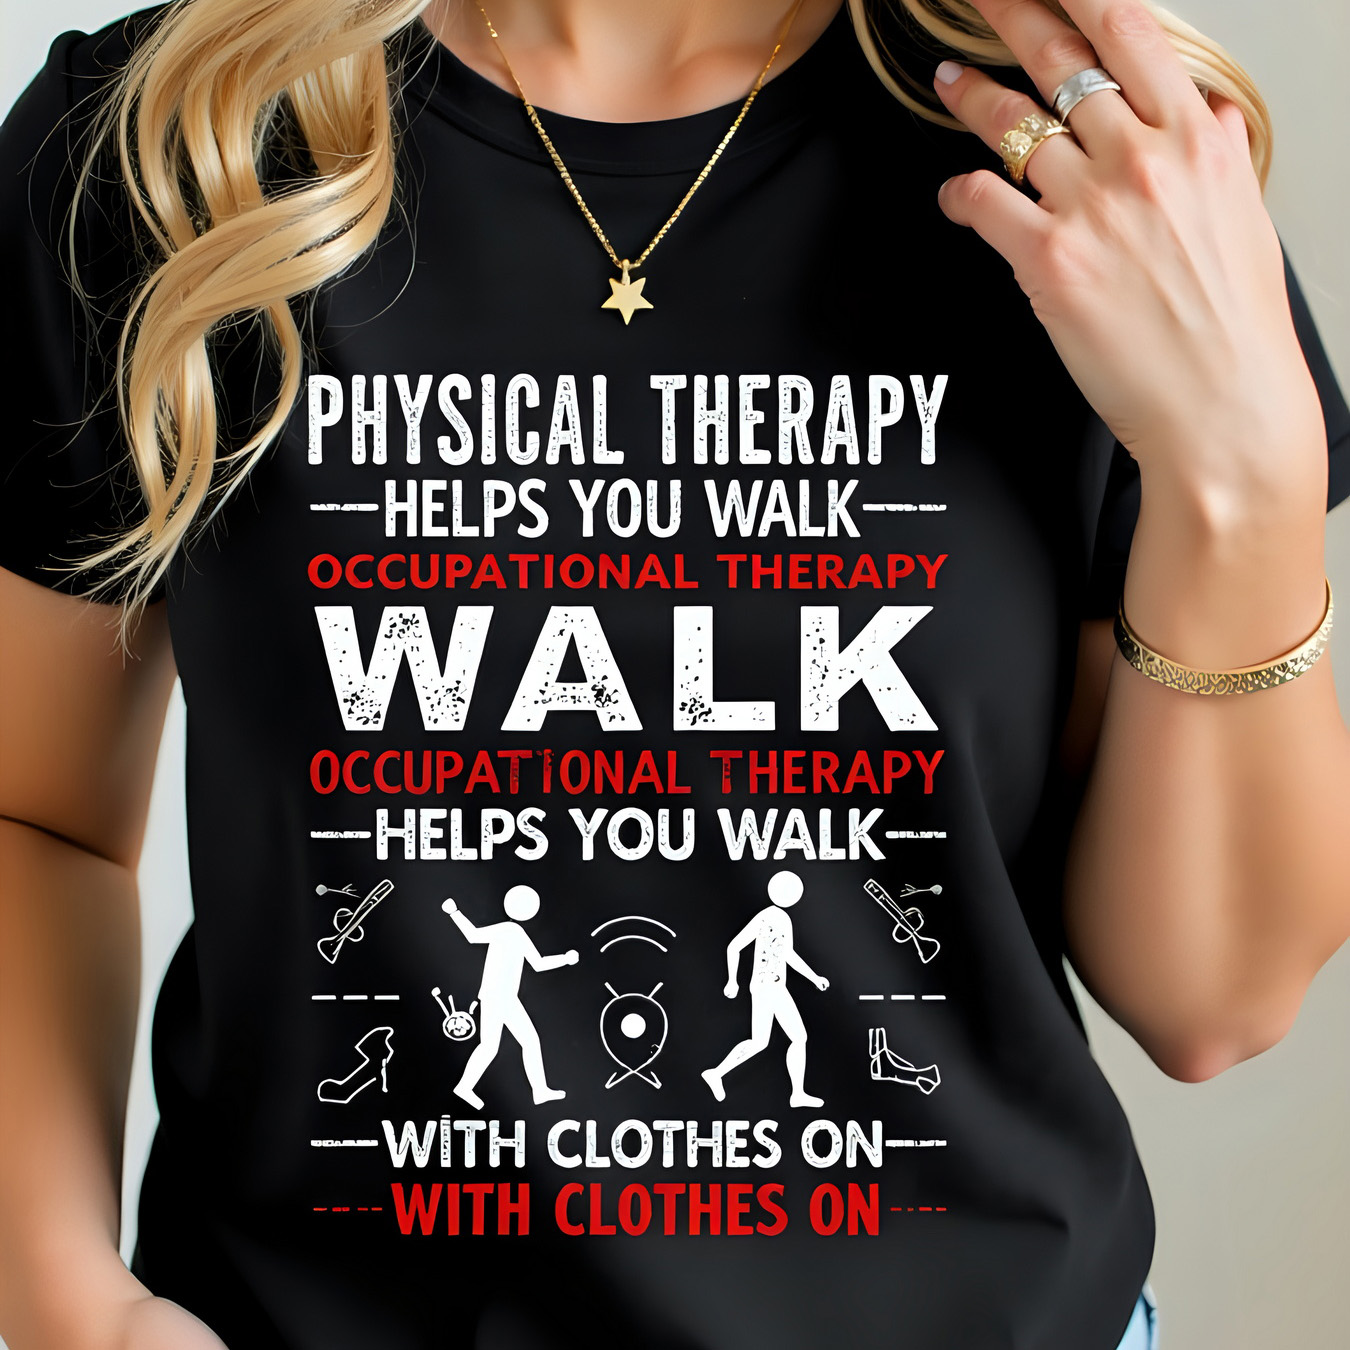 PHYSICAL THERAPY
HELPS YOU WALK
OCCUPATIONAL THERAPY
WALK
OCCUPATIONAL THERAPY
HELPS YOU WALK
WITH CLOTHES ON
WITH CLOTHES ON